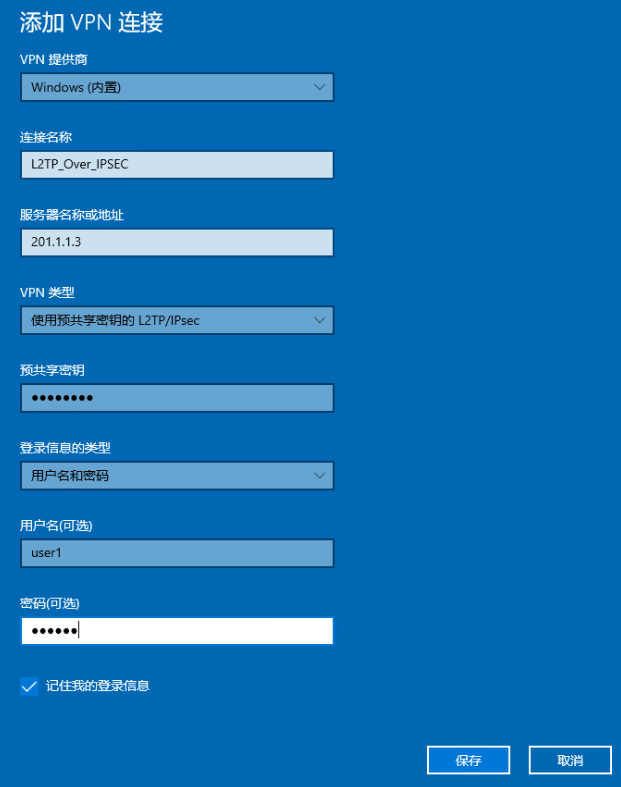 添加 VPN 连接
VPN 提供商
Windows (内置)
连接名称
L2TP_Over_IPSEC
服务器名称或地址
201.1.1.3
VPN 类型
使用预共享密钥的 L2TP/IPsec
预共享密钥
●●●●●●●●
登录信息的类型
用户名和密码
用户名(可选)
user1
密码(可选)
●●●●●●
记住我的登录信息
保存 取消